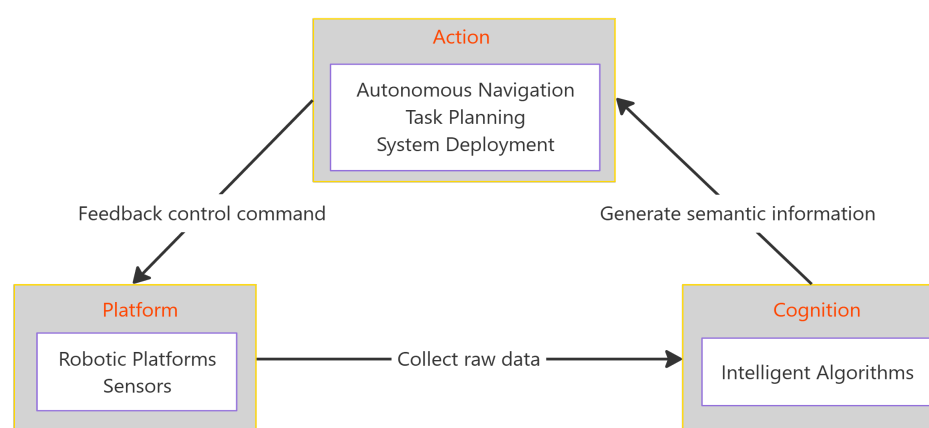 Action
Autonomous Navigation
Task Planning
System Deployment
Feedback control command
Generate semantic information
Platform
Robotic Platforms
Sensors
Collect raw data
Cognition
Intelligent Algorithms